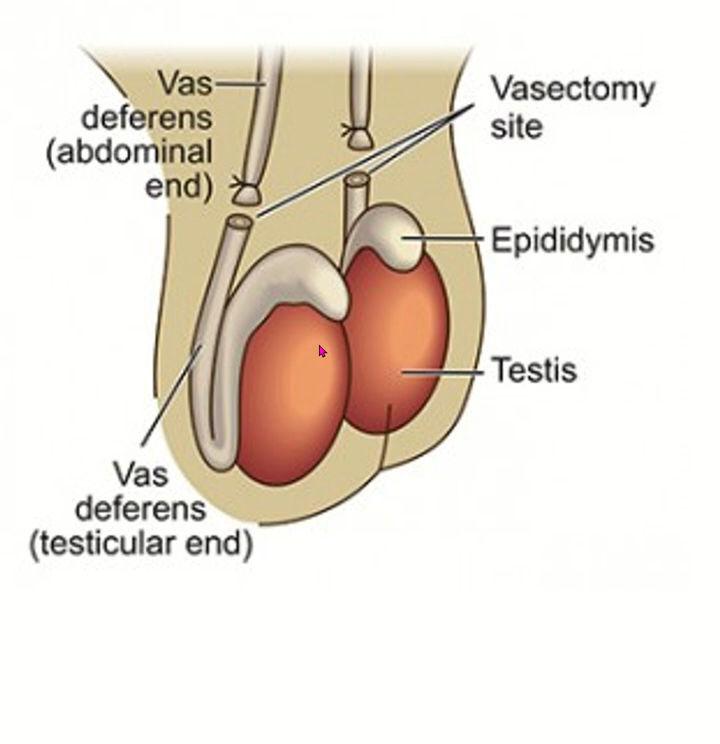 Vas
deferens
(abdominal
end)
Vasectomy
site
Epididymis
Testis
Vas
deferens
(testicular end)